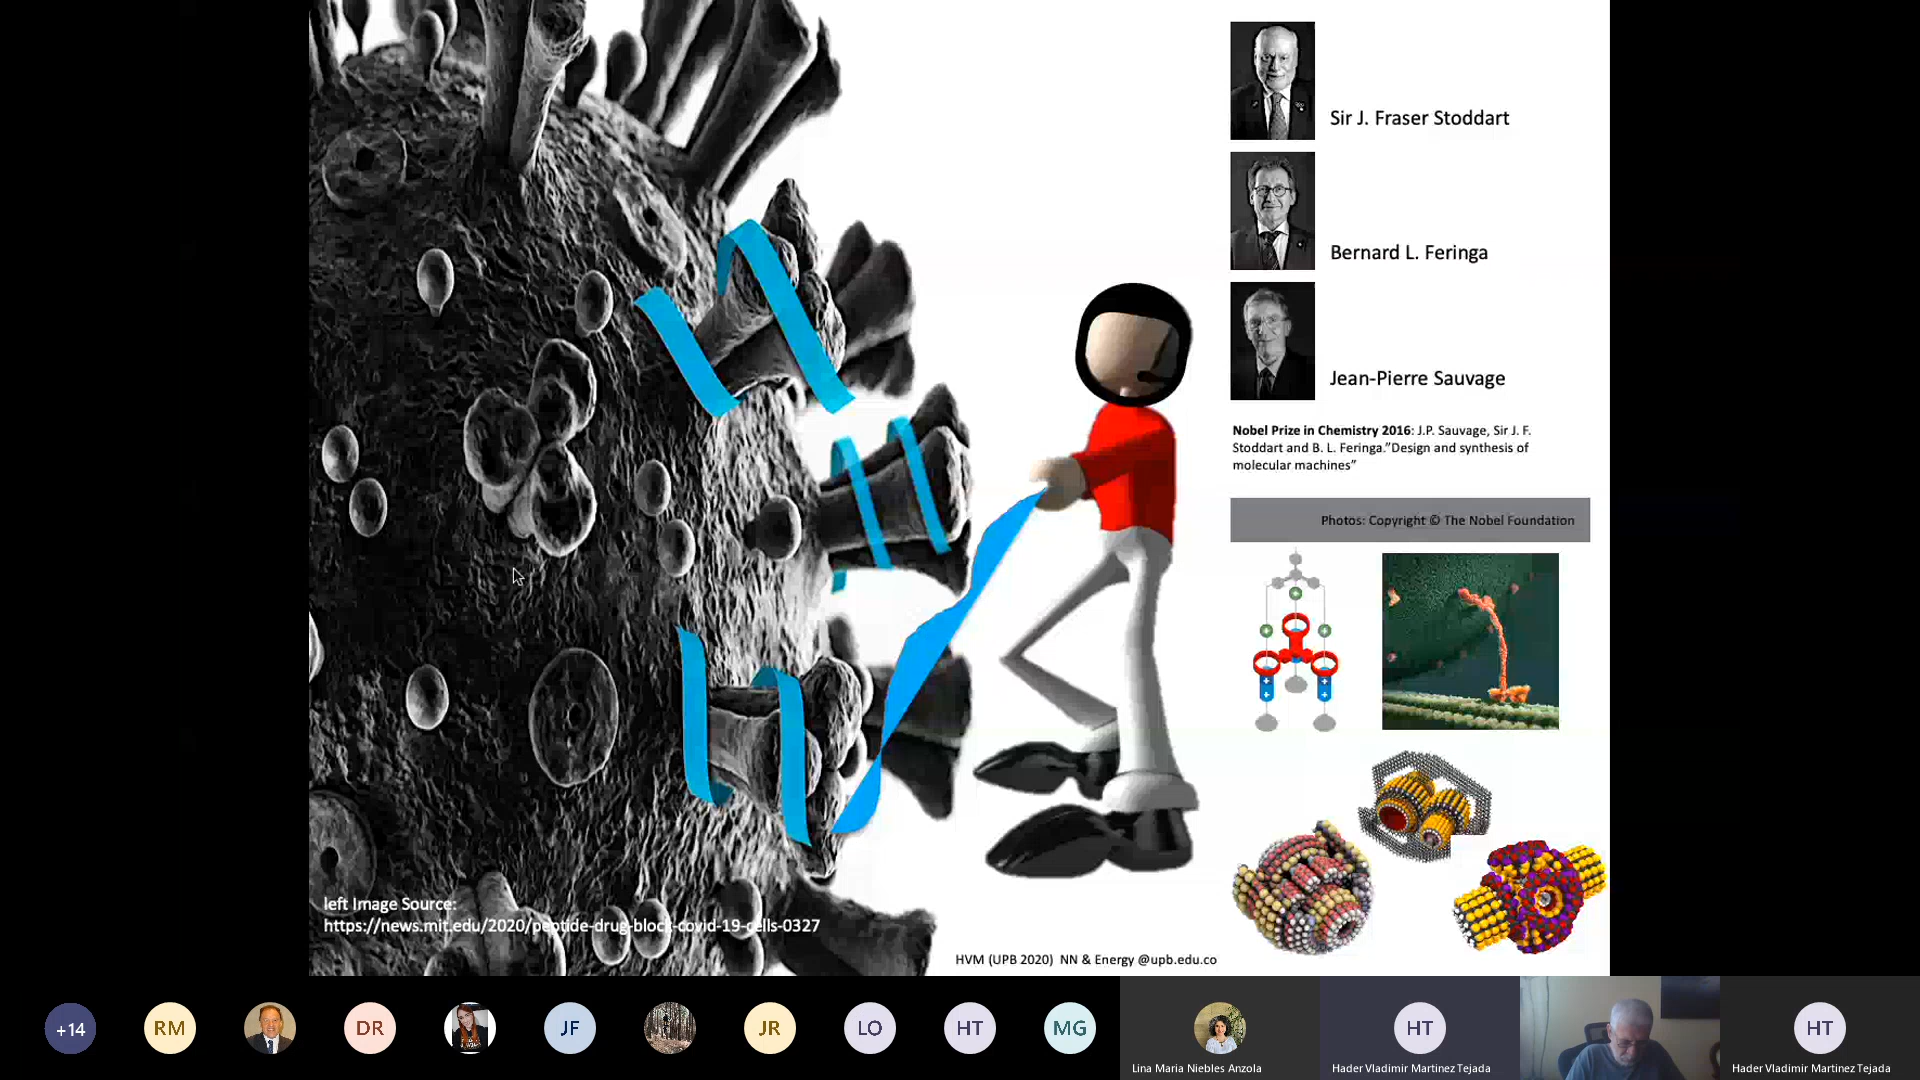 Sir J. Fraser Stoddart
Bernard L. Feringa
Jean-Pierre Sauvage
Nobel Prize in Chemistry 2016: J.P. Sauvage, Sir J. F.
Stoddart and B. L. Feringa."Design and synthesis of
molecular machines"
Photos: Copyright © The Nobel Foundation
left Image Source:
https://news.mit.edu/2020/peptide-drug-block-covid-19-cells-0327
HVM (UPB 2020) NN & Energy @upb.edu.co
+14
RM
DR
JF
JR
LO
HT
MG
HT
HT
Lina Maria Niebles Anzola
Hader Vladimir Martinez Tejada
Hader Vladimir Martinez Tejada